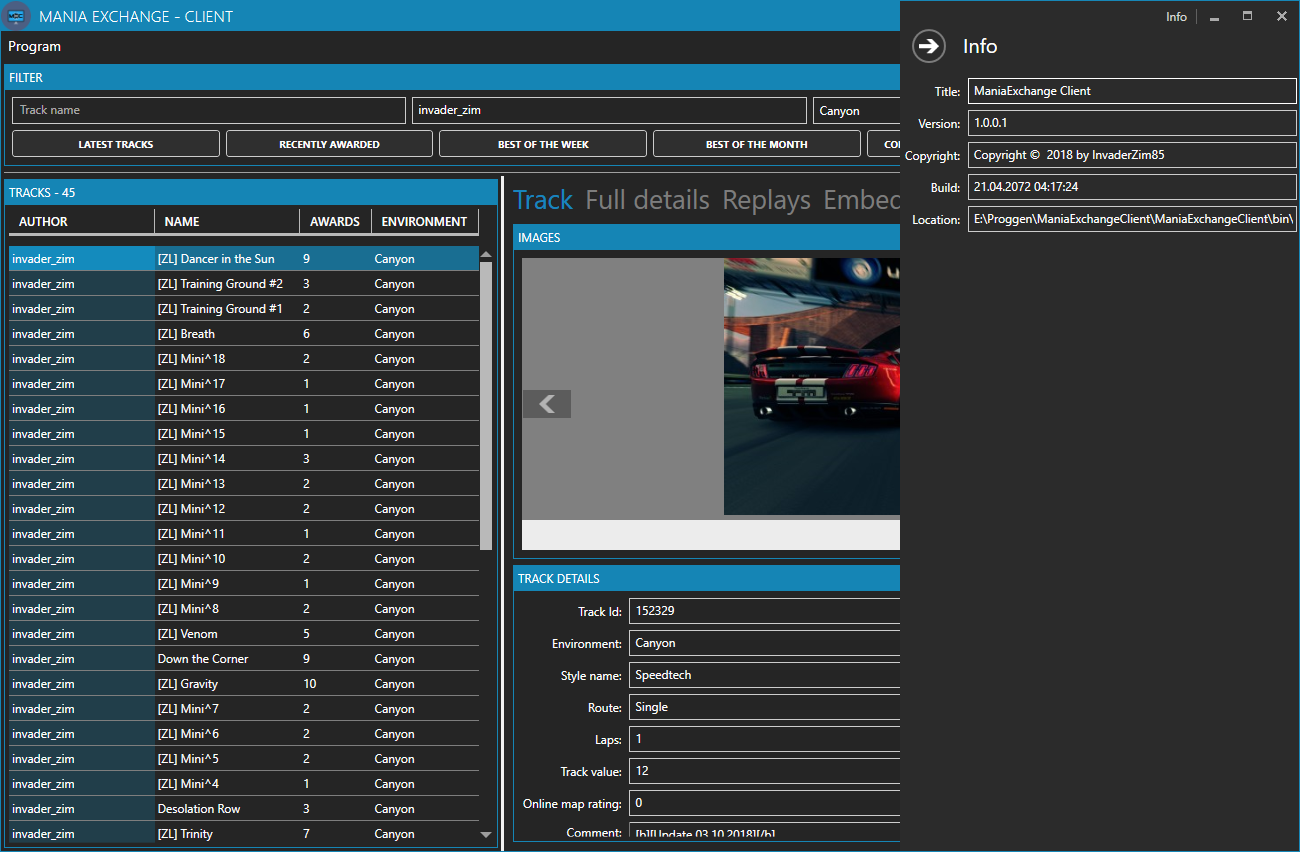 MANIA EXCHANGE - CLIENT
Info
Program
FILTER
Track name
invader_zim
Canyon
LATEST TRACKS
RECENTLY AWARDED
BEST OF THE WEEK
BEST OF THE MONTH
TRACKS - 45
AUTHOR NAME AWARDS ENVIRONMENT
invader_zim [ZL] Dancer in the Sun 9 Canyon
invader_zim [ZL] Training Ground #2 3 Canyon
invader_zim [ZL] Training Ground #1 2 Canyon
invader_zim [ZL] Breath 6 Canyon
invader_zim [ZL] Mini^18 2 Canyon
invader_zim [ZL] Mini^17 1 Canyon
invader_zim [ZL] Mini^16 1 Canyon
invader_zim [ZL] Mini^15 1 Canyon
invader_zim [ZL] Mini^14 3 Canyon
invader_zim [ZL] Mini^13 2 Canyon
invader_zim [ZL] Mini^12 2 Canyon
invader_zim [ZL] Mini^11 1 Canyon
invader_zim [ZL] Mini^10 2 Canyon
invader_zim [ZL] Mini^9 1 Canyon
invader_zim [ZL] Mini^8 2 Canyon
invader_zim [ZL] Venom 5 Canyon
invader_zim Down the Corner 9 Canyon
invader_zim [ZL] Gravity 10 Canyon
invader_zim [ZL] Mini^7 2 Canyon
invader_zim [ZL] Mini^6 2 Canyon
invader_zim [ZL] Mini^5 2 Canyon
invader_zim [ZL] Mini^4 1 Canyon
invader_zim Desolation Row 3 Canyon
invader_zim [ZL] Trinity 7 Canyon
Track Full details Replays Embec
IMAGES
TRACK DETAILS
Track Id: 152329
Environment: Canyon
Style name: Speedtech
Route: Single
Laps: 1
Track value: 12
Online map rating: 0
Comment: [b][Update 03.10.2018][/b]
Info
Title: ManiaExchange Client
Version: 1.0.0.1
Copyright: Copyright © 2018 by InvaderZim85
Build: 21.04.2072 04:17:24
Location: E:\Proggen\ManiaExchangeClient\ManiaExchangeClient\bin\